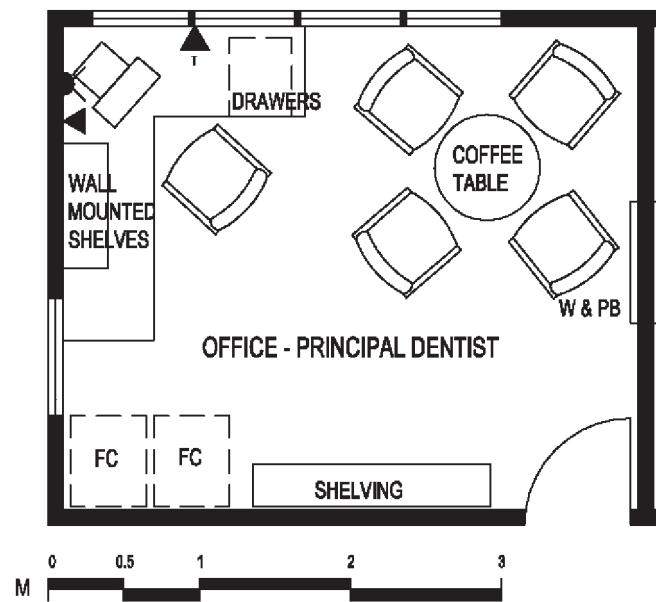 T
DRAWERS
COFFEE
TABLE
WALL
MOUNTED
SHELVES
W & PB
OFFICE - PRINCIPAL DENTIST
FC FC
SHELVING
0 0.5 1 2 3
M